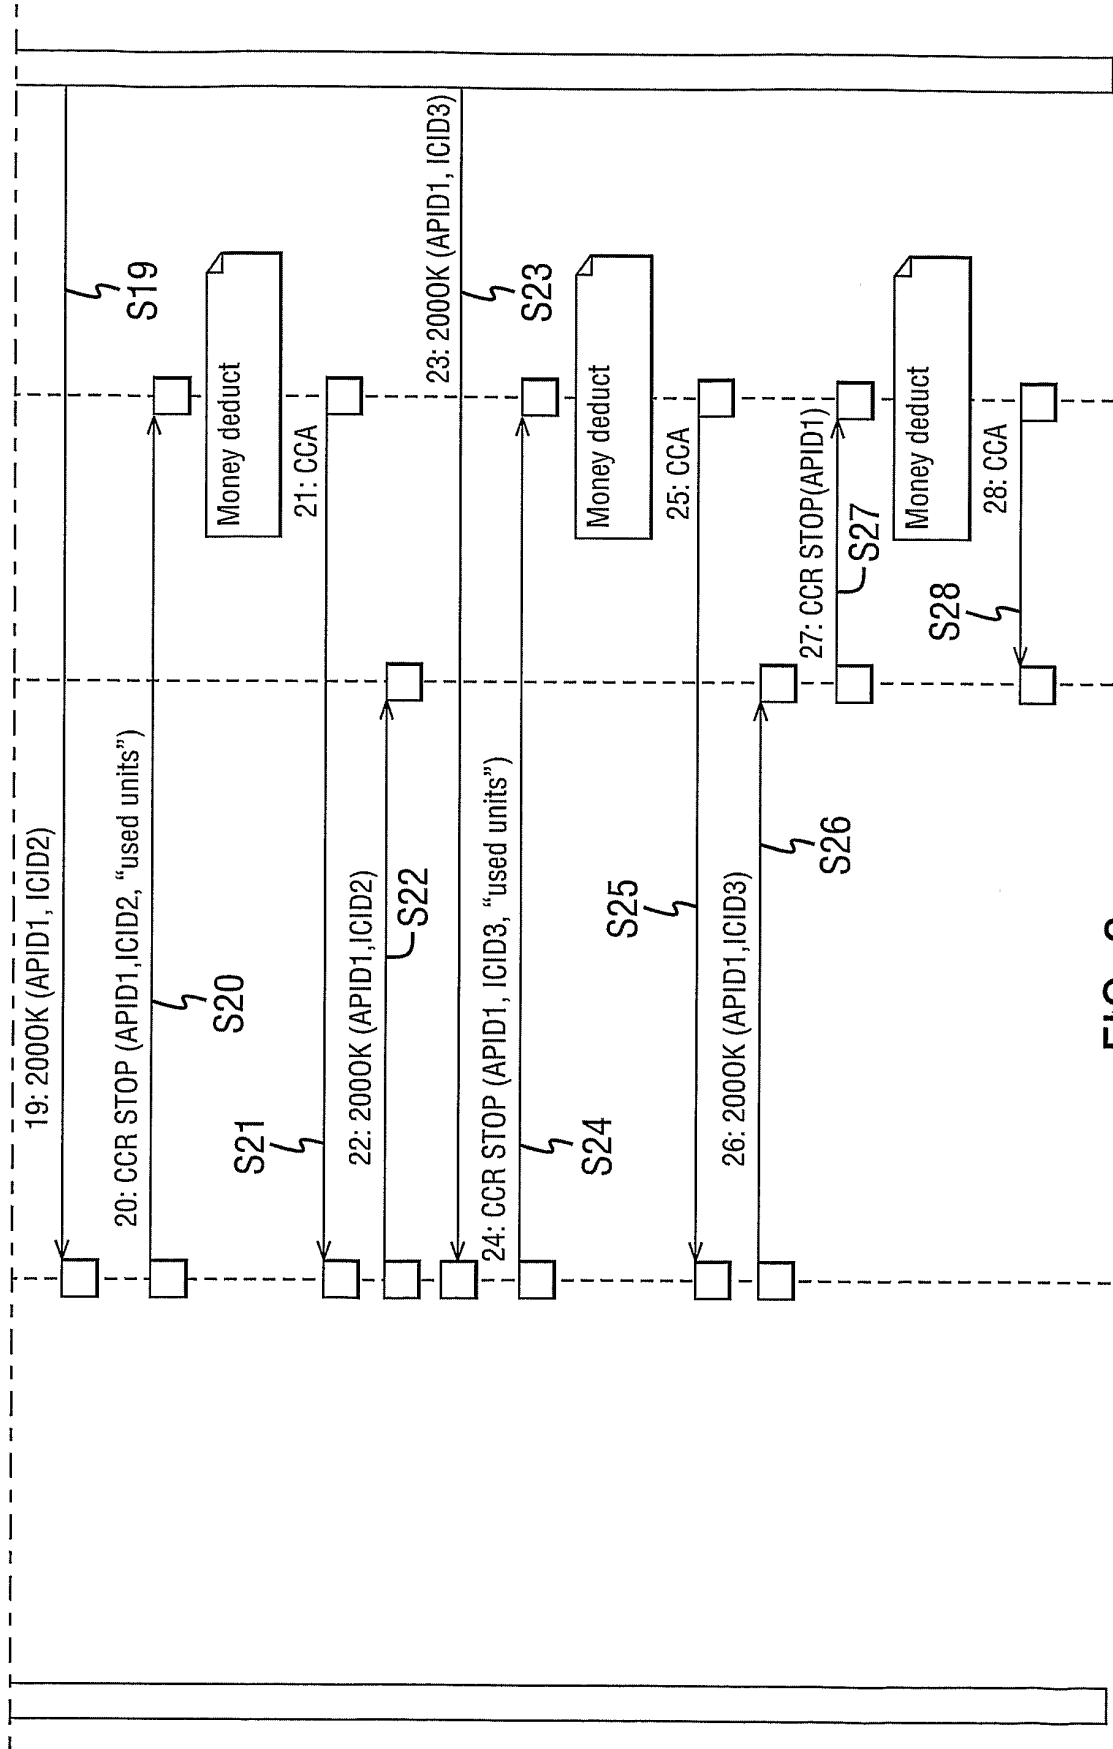 19: 200OK (APID1, ICID2)
S19
20: CCR STOP (APID1,ICID2, “used units”)
S20
Money deduct
21: CCA
S21
22: 200OK (APID1,ICID2)
S22
23: 200OK (APID1, ICID3)
S23
24: CCR STOP (APID1, ICID3, “used units”)
S24
Money deduct
25: CCA
S25
26: 200OK (APID1,ICID3)
S26
27: CCR STOP(APID1)
S27
Money deduct
28: CCA
S28